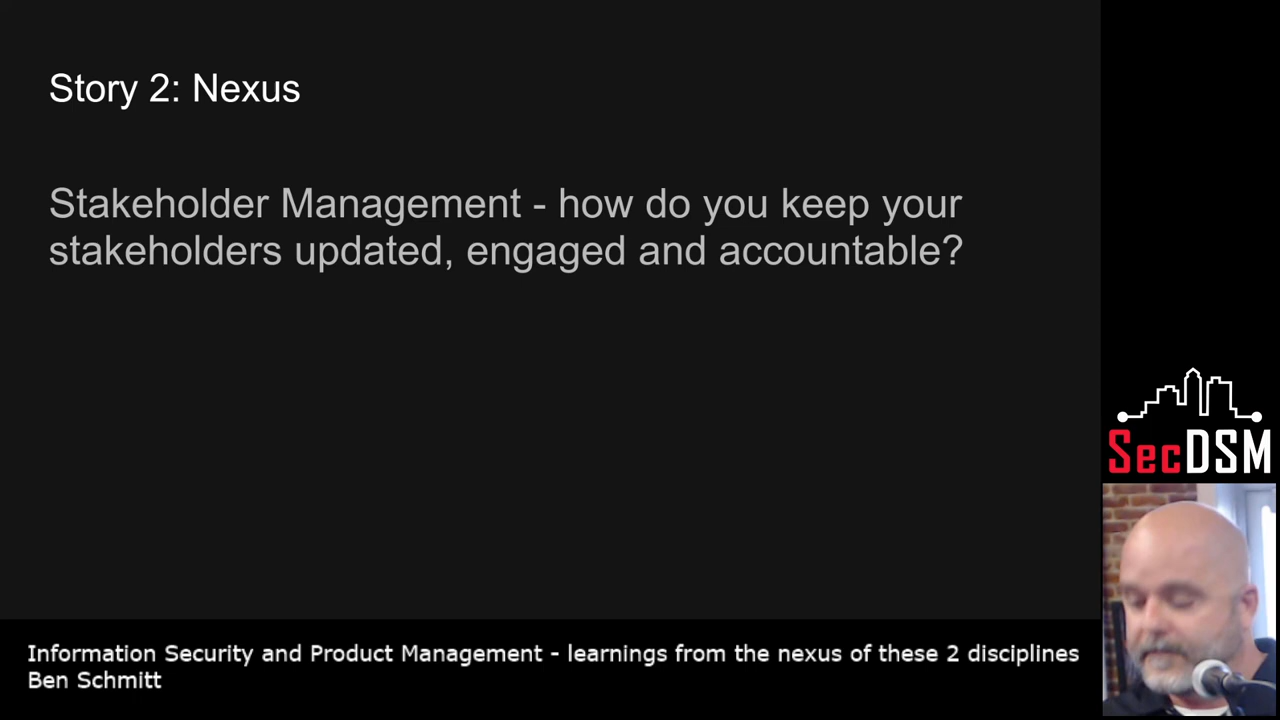 Story 2: Nexus
Stakeholder Management - how do you keep your
stakeholders updated, engaged and accountable?
SecDSM
Information Security and Product Management - learnings from the nexus of these 2 disciplines
Ben Schmitt